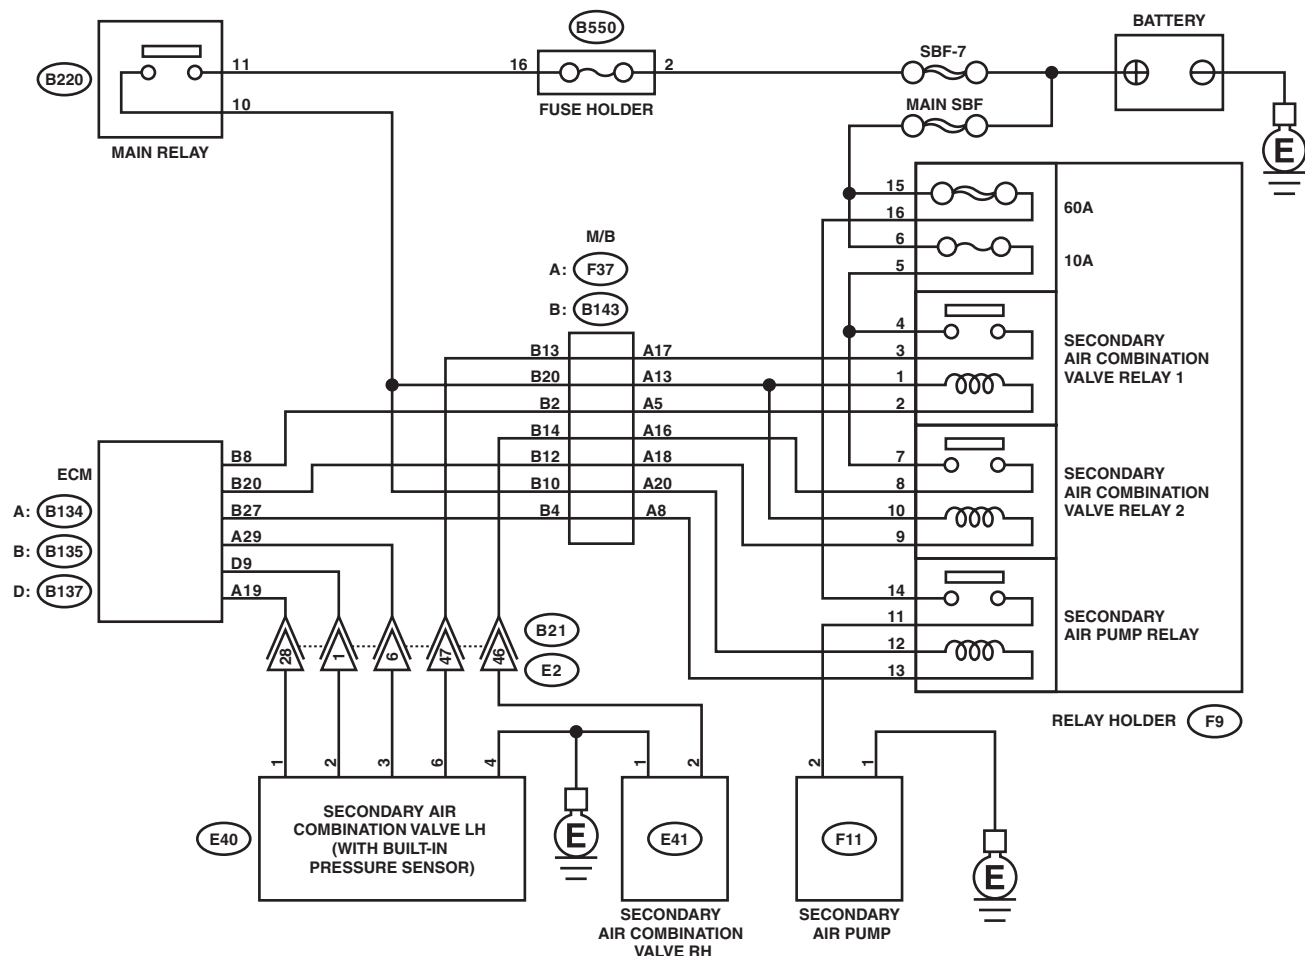 BATTERY
B550
SBF-7
B220
11
16
2
10
FUSE HOLDER
MAIN SBF
MAIN RELAY
E
15
16
60A
6
5
10A
M/B
A: F37
B: B143
4
3
SECONDARY
AIR COMBINATION
VALVE RELAY 1
1
2
B13 A17
B20 A13
B2 A5
B14 A16
B12 A18
B10 A20
B4 A8
7
8
SECONDARY
AIR COMBINATION
VALVE RELAY 2
10
9
ECM
A: B134
B: B135
D: B137
B8
B20
B27
A29
D9
A19
14
11
SECONDARY
AIR PUMP RELAY
12
13
28 1 6 47 46
B21
E2
RELAY HOLDER F9
1 2 3 6 4
1 2
2 1
E40
SECONDARY AIR
COMBINATION VALVE LH
(WITH BUILT-IN
PRESSURE SENSOR)
E
E41
SECONDARY
AIR COMBINATION
VALVE RH
F11
SECONDARY
AIR PUMP
E